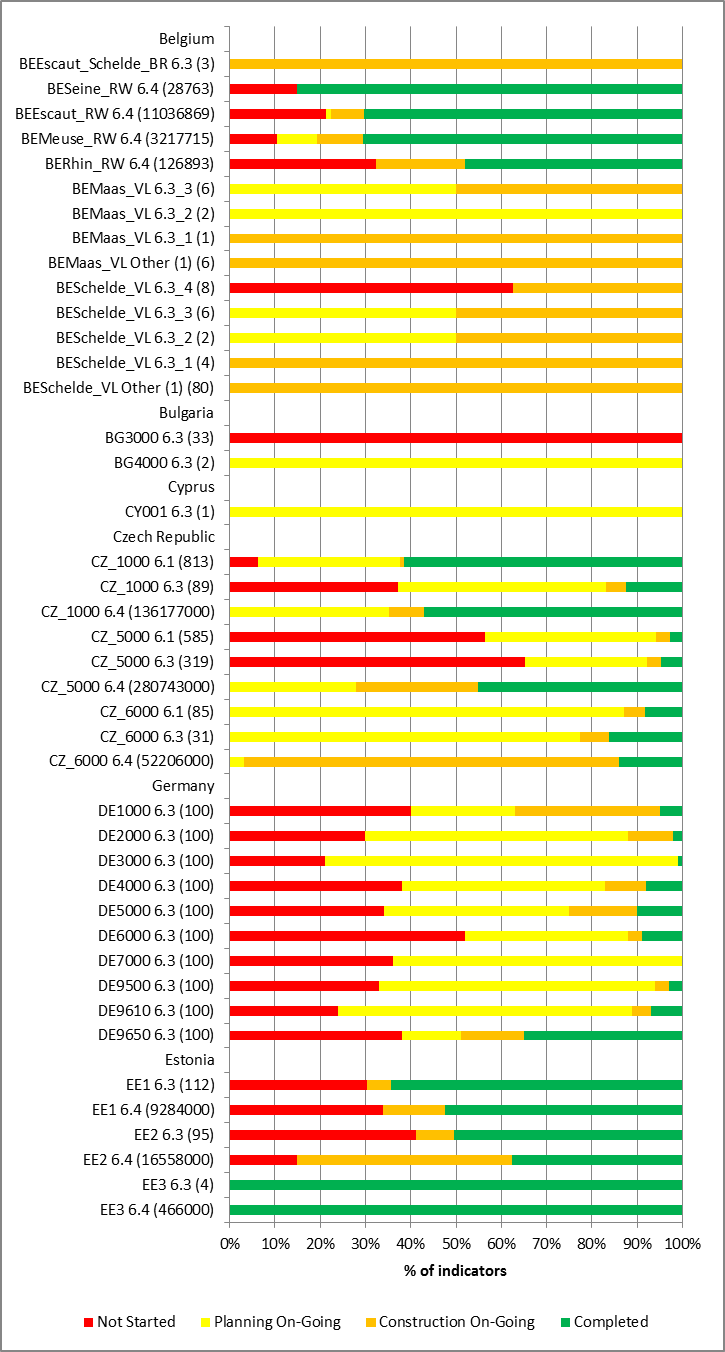 Belgium
BEEscaut_Schelde_BR 6.3 (3)
BESeine_RW 6.4 (28763)
BEEscaut_RW 6.4 (11036869)
BEMeuse_RW 6.4 (3217715)
BERhin_RW 6.4 (126893)
BEMaas_VL 6.3_3 (6)
BEMaas_VL 6.3_2 (2)
BEMaas_VL 6.3_1 (1)
BEMaas_VL Other (1) (6)
BESchelde_VL 6.3_4 (8)
BESchelde_VL 6.3_3 (6)
BESchelde_VL 6.3_2 (2)
BESchelde_VL 6.3_1 (4)
BESchelde_VL Other (1) (80)
Bulgaria
BG3000 6.3 (33)
BG4000 6.3 (2)
Cyprus
CY001 6.3 (1)
Czech Republic
CZ_1000 6.1 (813)
CZ_1000 6.3 (89)
CZ_1000 6.4 (136177000)
CZ_5000 6.1 (585)
CZ_5000 6.3 (319)
CZ_5000 6.4 (280743000)
CZ_6000 6.1 (85)
CZ_6000 6.3 (31)
CZ_6000 6.4 (52206000)
Germany
DE1000 6.3 (100)
DE2000 6.3 (100)
DE3000 6.3 (100)
DE4000 6.3 (100)
DE5000 6.3 (100)
DE6000 6.3 (100)
DE7000 6.3 (100)
DE9500 6.3 (100)
DE9610 6.3 (100)
DE9650 6.3 (100)
Estonia
EE1 6.3 (112)
EE1 6.4 (9284000)
EE2 6.3 (95)
EE2 6.4 (16558000)
EE3 6.3 (4)
EE3 6.4 (466000)
0% 10% 20% 30% 40% 50% 60% 70% 80% 90% 100%
% of indicators
Not Started Planning On-Going Construction On-Going Completed